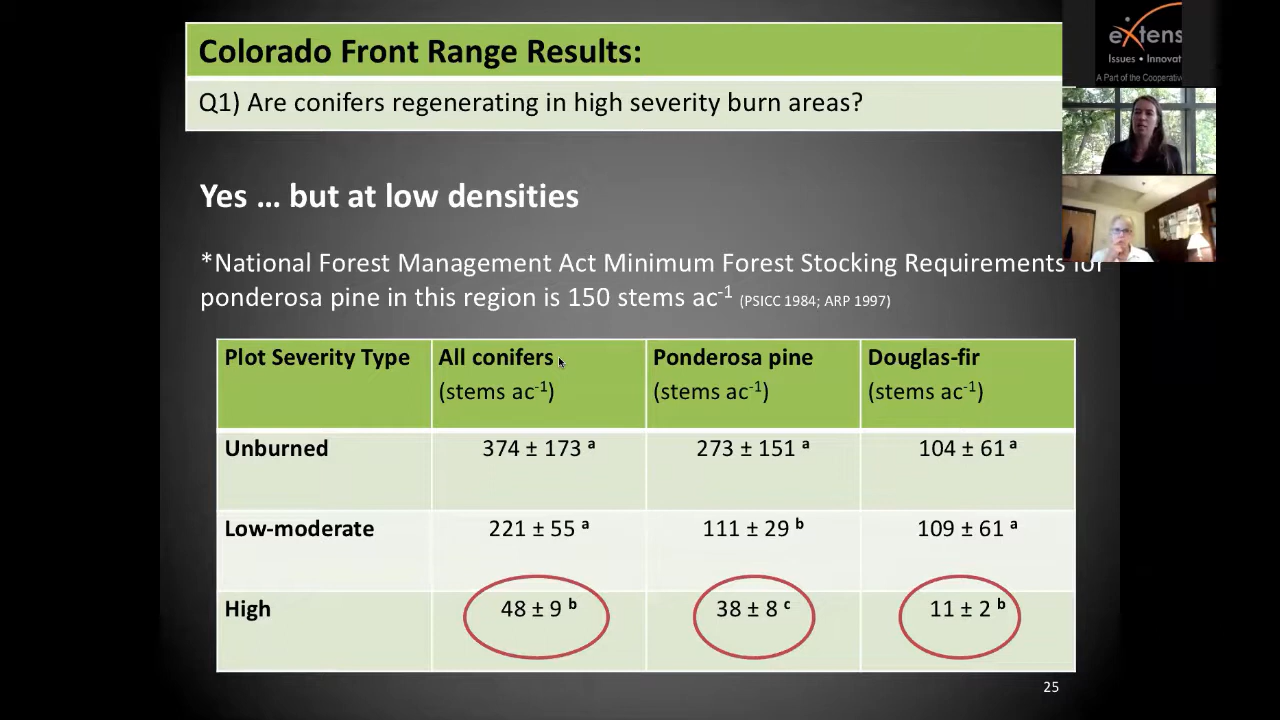 Colorado Front Range Results:
Q1) Are conifers regenerating in high severity burn areas?
eXtens
Issues • Innovat
A Part of the Cooperativ
Yes … but at low densities
*National Forest Management Act Minimum Forest Stocking Requirements for
ponderosa pine in this region is 150 stems ac-1 (PSICC 1984; ARP 1997)
Plot Severity Type All conifers Ponderosa pine Douglas-fir
(stems ac-1) (stems ac-1) (stems ac-1)
Unburned 374 ± 173 a 273 ± 151 a 104 ± 61 a
Low-moderate 221 ± 55 a 111 ± 29 b 109 ± 61 a
High 48 ± 9 b 38 ± 8 c 11 ± 2 b
25